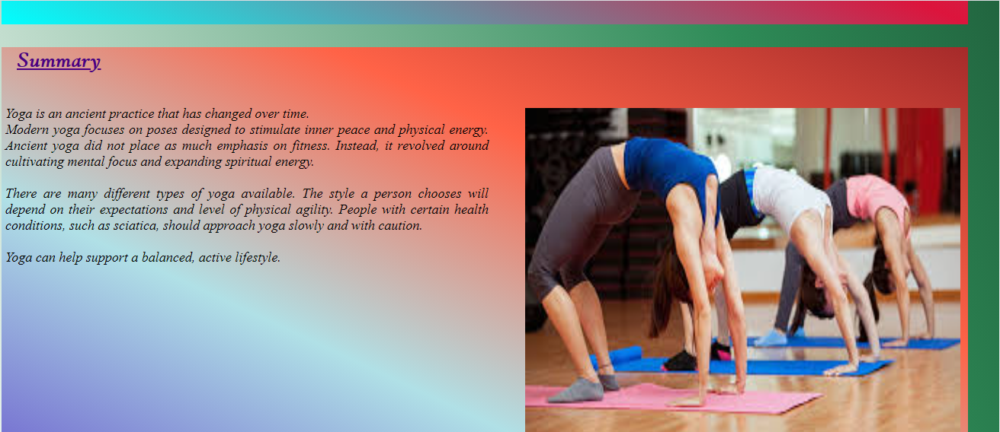 Summary
Yoga is an ancient practice that has changed over time.
Modern yoga focuses on poses designed to stimulate inner peace and physical energy.
Ancient yoga did not place as much emphasis on fitness. Instead, it revolved around
cultivating mental focus and expanding spiritual energy.
There are many different types of yoga available. The style a person chooses will
depend on their expectations and level of physical agility. People with certain health
conditions, such as sciatica, should approach yoga slowly and with caution.
Yoga can help support a balanced, active lifestyle.